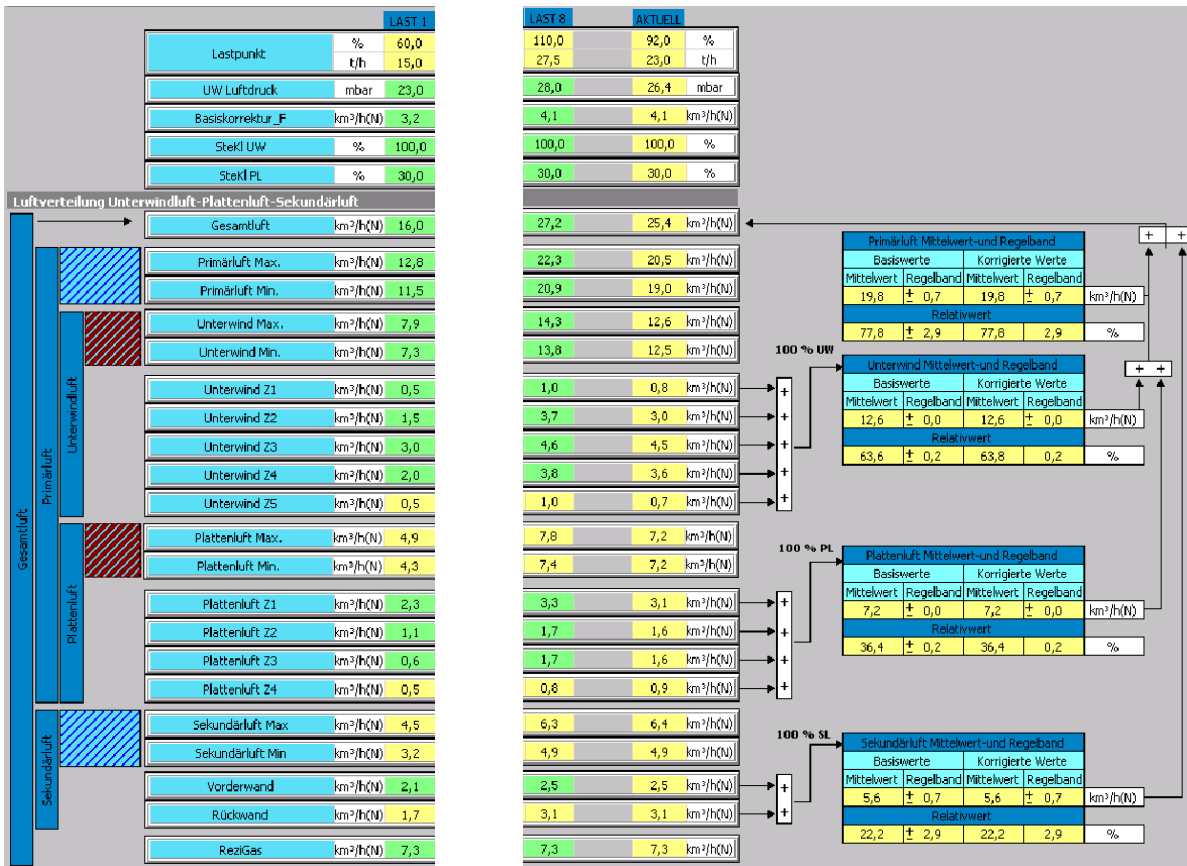 LAST 1 LAST 8 AKTUELL
Lastpunkt % 60,0 110,0 92,0 %
t/h 15,0 27,5 23,0 t/h
UW Luftdruck mbar 23,0 28,0 26,4 mbar
Basiskorrektur_F km³/h(N) 3,2 4,1 4,1 km³/h(N)
SteKl UW % 100,0 100,0 100,0 %
SteKl PL % 30,0 30,0 30,0 %
Luftverteilung Unterwindluft-Plattenluft-Sekundärluft
Gesamtluft km³/h(N) 16,0 27,2 25,4 km³/h(N)
Primärluft Max. km³/h(N) 12,8 22,3 20,5 km³/h(N)
Primärluft Min. km³/h(N) 11,5 20,9 19,0 km³/h(N)
Unterwind Max. km³/h(N) 7,9 14,3 12,6 km³/h(N)
Unterwind Min. km³/h(N) 7,3 13,8 12,5 km³/h(N)
Unterwind Z1 km³/h(N) 0,5 1,0 0,8 km³/h(N)
Unterwind Z2 km³/h(N) 1,5 3,7 3,0 km³/h(N)
Unterwind Z3 km³/h(N) 3,0 4,6 4,5 km³/h(N)
Unterwind Z4 km³/h(N) 2,0 3,8 3,6 km³/h(N)
Unterwind Z5 km³/h(N) 0,5 1,0 0,7 km³/h(N)
Plattenluft Max. km³/h(N) 4,9 7,8 7,2 km³/h(N)
Plattenluft Min. km³/h(N) 4,3 7,4 7,2 km³/h(N)
Plattenluft Z1 km³/h(N) 2,3 3,3 3,1 km³/h(N)
Plattenluft Z2 km³/h(N) 1,1 1,7 1,6 km³/h(N)
Plattenluft Z3 km³/h(N) 0,6 1,7 1,6 km³/h(N)
Plattenluft Z4 km³/h(N) 0,5 0,8 0,9 km³/h(N)
Sekundärluft Max km³/h(N) 4,5 6,3 6,4 km³/h(N)
Sekundärluft Min km³/h(N) 3,2 4,9 4,9 km³/h(N)
Vorderwand km³/h(N) 2,1 2,5 2,5 km³/h(N)
Rückwand km³/h(N) 1,7 3,1 3,1 km³/h(N)
ReziGas km³/h(N) 7,3 7,3 7,3 km³/h(N)
Gesamtluft
Primärluft
Unterwindluft
Plattenluft
Sekundärluft
+ +
Primärluft Mittelwert-und Regelband
Basiswerte Korrigierte Werte
Mittelwert Regelband Mittelwert Regelband
19,8 ± 0,7 19,8 ± 0,7 km³/h(N)
Relativwert
77,8 ± 2,9 77,8 2,9 %
100 % UW
+
+
+
+
+
Unterwind Mittelwert-und Regelband
+ +
Basiswerte Korrigierte Werte
Mittelwert Regelband Mittelwert Regelband
12,6 ± 0,0 12,6 ± 0,0 km³/h(N)
Relativwert
63,6 ± 0,2 63,8 0,2 %
100 % PL
+
+
+
+
Plattenluft Mittelwert-und Regelband
Basiswerte Korrigierte Werte
Mittelwert Regelband Mittelwert Regelband
7,2 ± 0,0 7,2 ± 0,0 km³/h(N)
Relativwert
36,4 ± 0,2 36,4 0,2 %
100 % SL
+
+
Sekundärluft Mittelwert-und Regelband
Basiswerte Korrigierte Werte
Mittelwert Regelband Mittelwert Regelband
5,6 ± 0,7 5,6 ± 0,7 km³/h(N)
Relativwert
22,2 ± 2,9 22,2 2,9 %